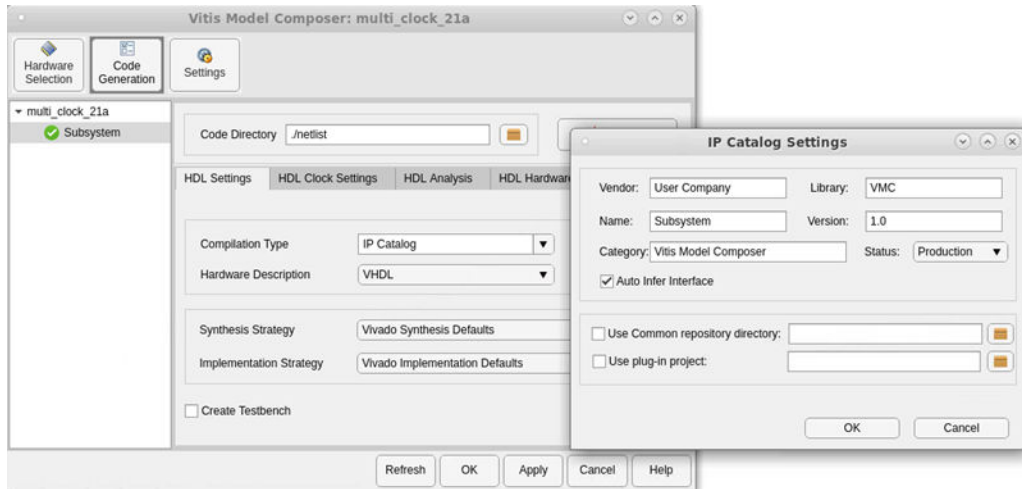 Vitis Model Composer: multi_clock_21a
Hardware Selection
Code Generation
Settings
multi_clock_21a
Subsystem
Code Directory ./netlist
HDL Settings HDL Clock Settings HDL Analysis HDL Hardware
Compilation Type IP Catalog
Hardware Description VHDL
Synthesis Strategy Vivado Synthesis Defaults
Implementation Strategy Vivado Implementation Defaults
Create Testbench
Refresh OK Apply Cancel Help
IP Catalog Settings
Vendor: User Company Library: VMC
Name: Subsystem Version: 1.0
Category: Vitis Model Composer Status: Production
Auto Infer Interface
Use Common repository directory:
Use plug-in project:
OK Cancel